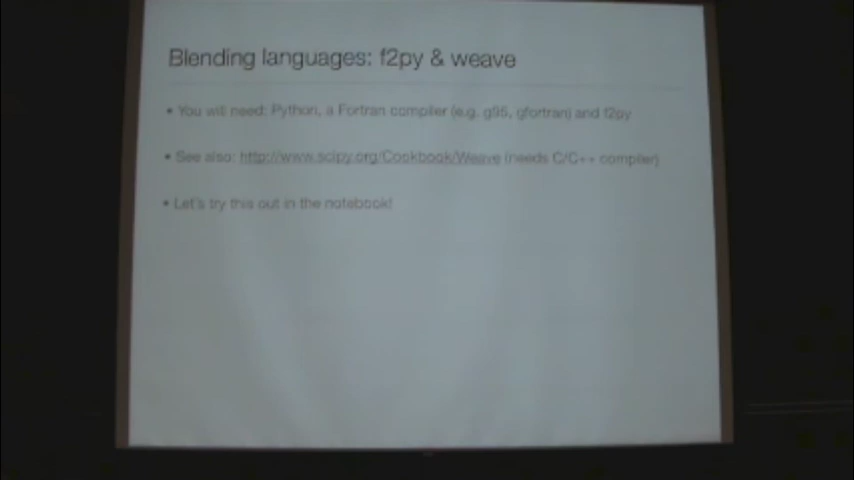 Blending languages: f2py & weave
• You will need: Python, a Fortran compiler (e.g. g95, gfortran) and f2py
• See also: http://www.scipy.org/Cookbook/Weave (needs C/C++ compiler)
• Let's try this out in the notebook!